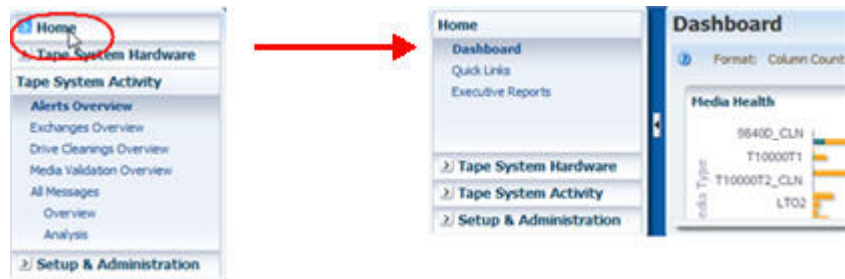 Home
Tape System Hardware
Tape System Activity
Alerts Overview
Exchanges Overview
Drive Cleanings Overview
Media Validation Overview
All Messages
Overview
Analysis
Setup & Administration
Home
Dashboard
Quick Links
Executive Reports
Tape System Hardware
Tape System Activity
Setup & Administration
Dashboard
Format: Column Count
Media Health
9840D_CLN
T10000T1
T10000T2_CLN
LTO2
edia Type